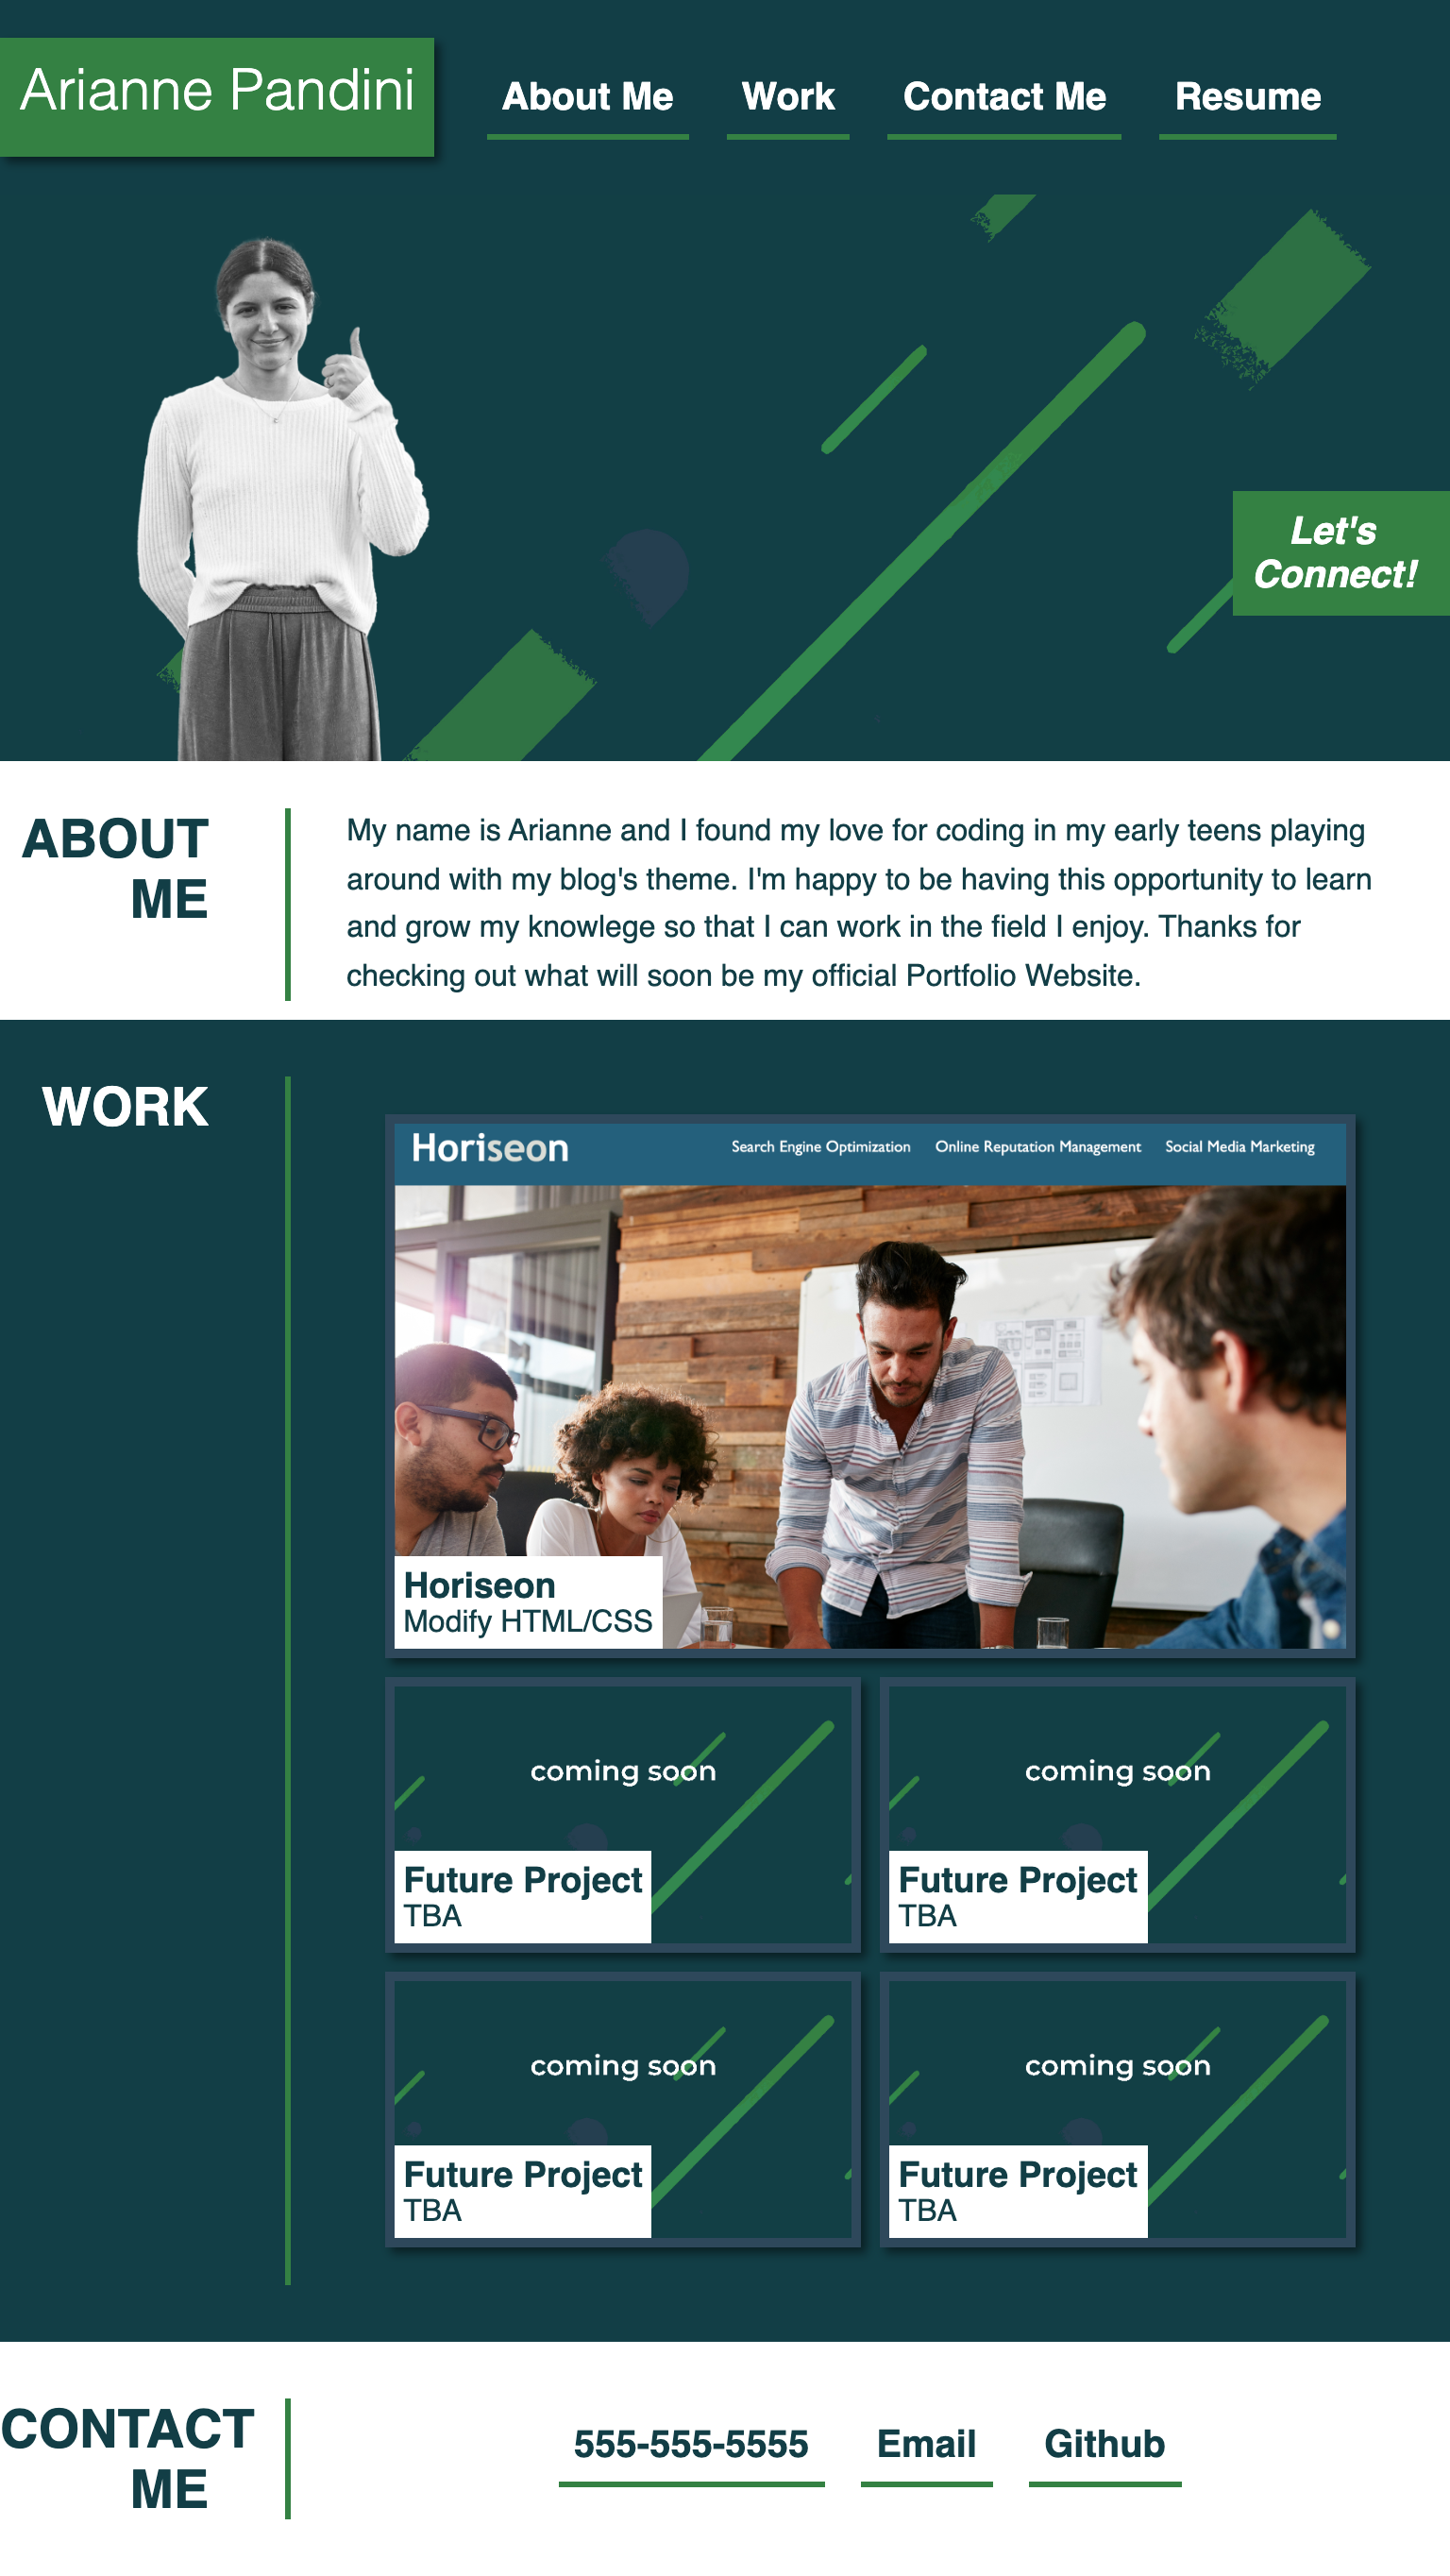 Arianne Pandini
About Me Work Contact Me Resume
Let's
Connect!
ABOUT
ME
My name is Arianne and I found my love for coding in my early teens playing
around with my blog's theme. I'm happy to be having this opportunity to learn
and grow my knowlege so that I can work in the field I enjoy. Thanks for
checking out what will soon be my official Portfolio Website.
WORK
Horiseon
Search Engine Optimization Online Reputation Management Social Media Marketing
Horiseon
Modify HTML/CSS
coming soon
Future Project
TBA
coming soon
Future Project
TBA
coming soon
Future Project
TBA
coming soon
Future Project
TBA
CONTACT
ME
555-555-5555 Email Github